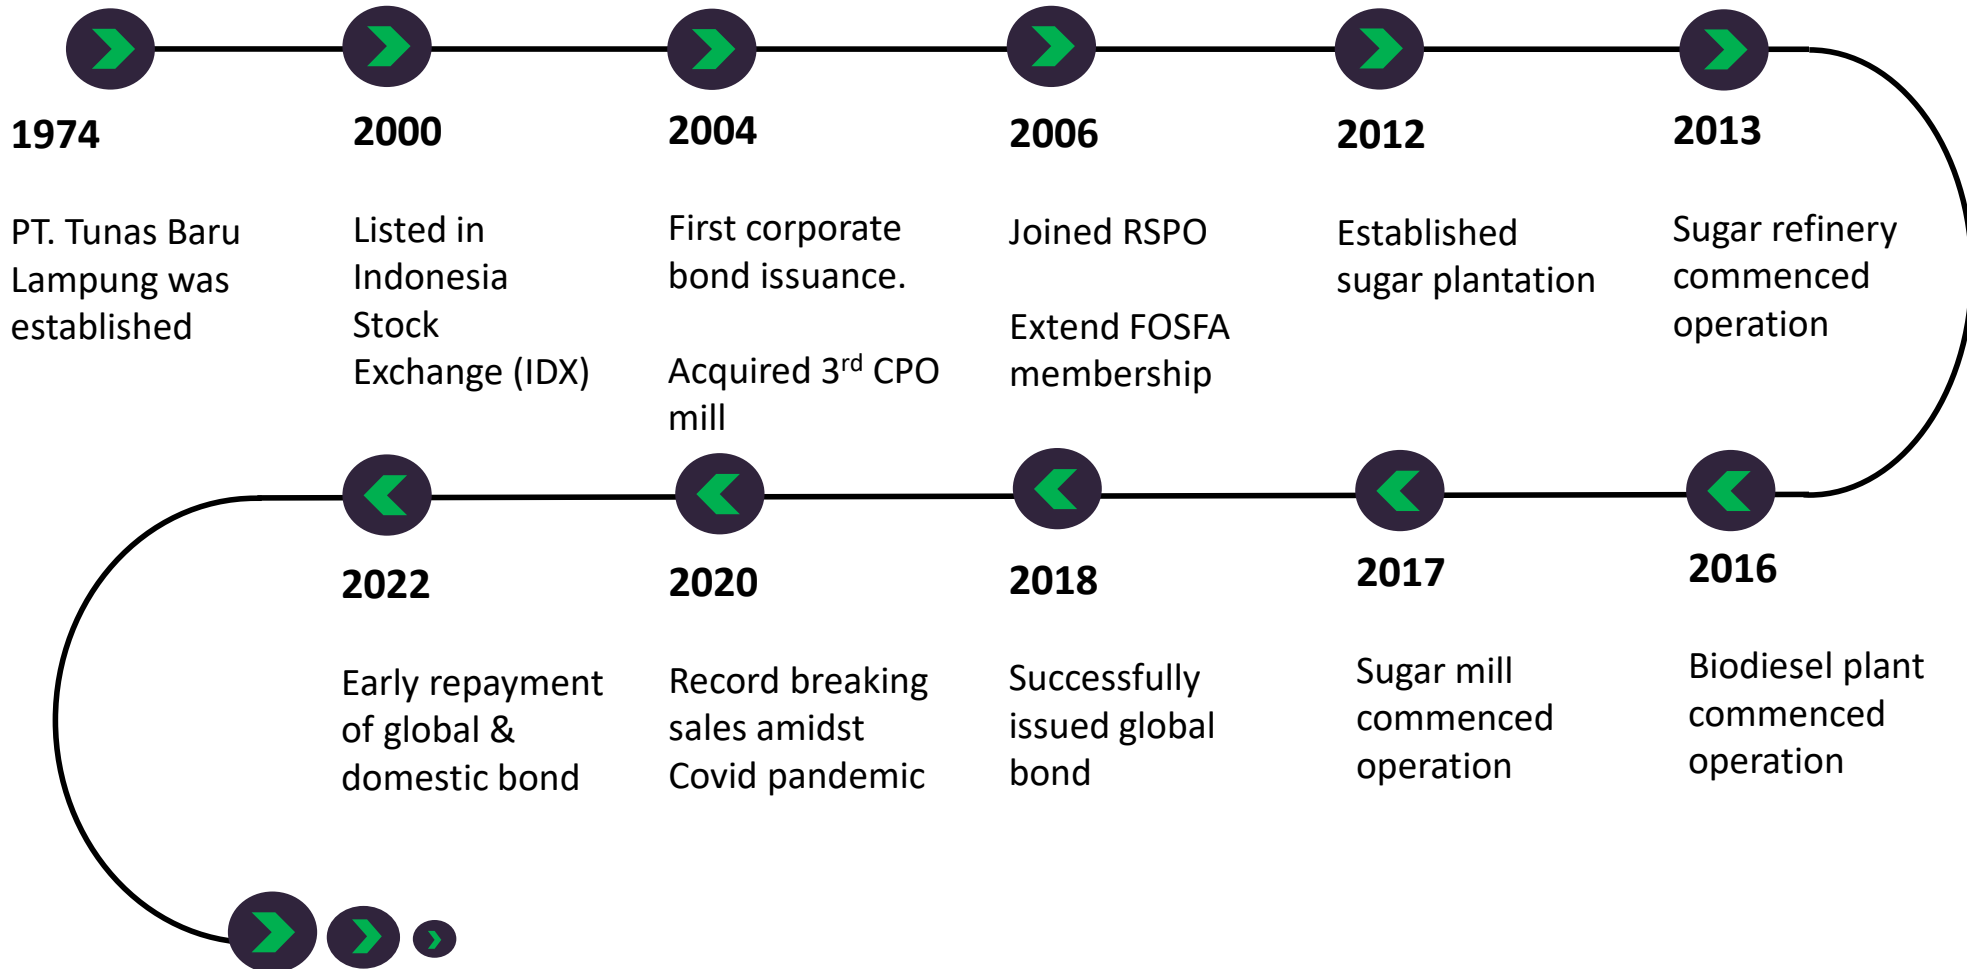 1974
PT. Tunas Baru
Lampung was
established
2000
Listed in
Indonesia
Stock
Exchange (IDX)
2004
First corporate
bond issuance.
Acquired 3rd CPO
mill
2006
Joined RSPO
Extend FOSFA
membership
2012
Established
sugar plantation
2013
Sugar refinery
commenced
operation
2016
Biodiesel plant
commenced
operation
2017
Sugar mill
commenced
operation
2018
Successfully
issued global
bond
2020
Record breaking
sales amidst
Covid pandemic
2022
Early repayment
of global &
domestic bond